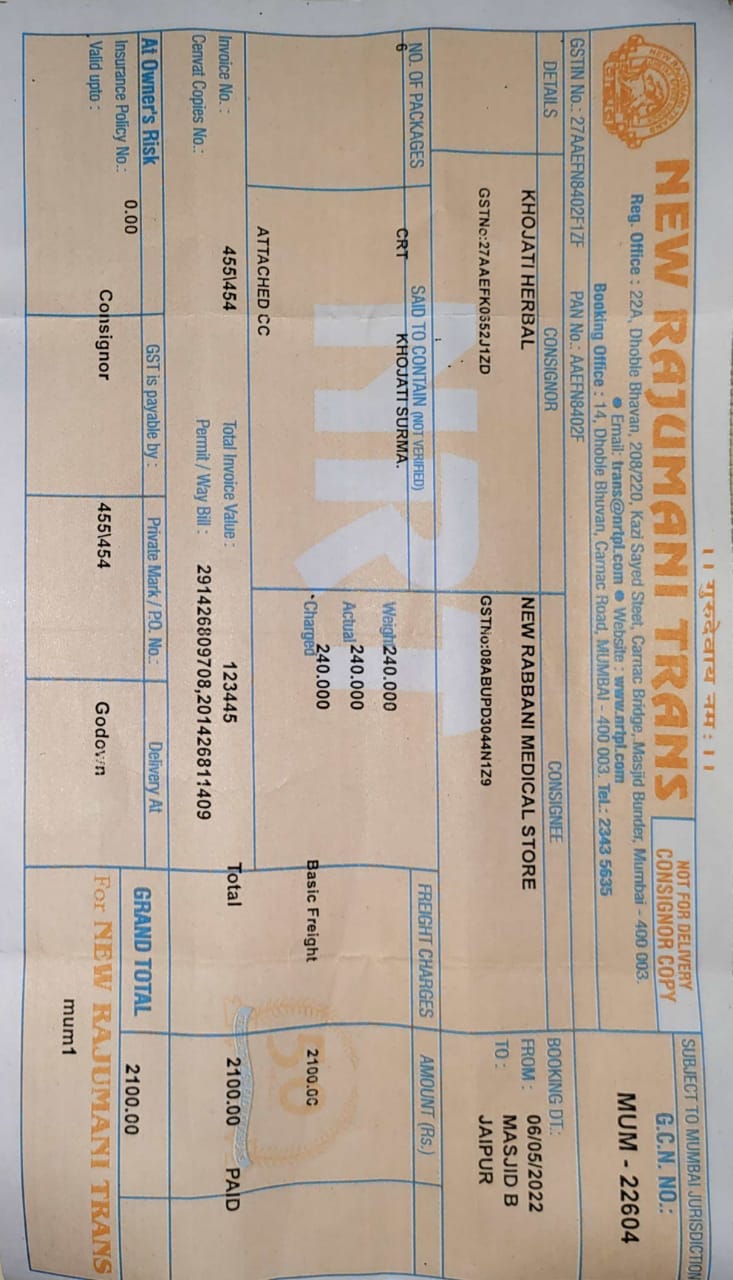 ।। गुरुदेवाय नमः ।।
NEW RAJUMANI TRANS
Reg. Office : 22A, Dhoble Bhavan, 208/220, Kazi Sayed Steet, Carnac Bridge, Masjid Bunder, Mumbai - 400 003.
● Email: trans@nrtpl.com ● Website : www.nrtpl.com
Booking Office : 14, Dhoble Bhuvan, Carnac Road, MUMBAI - 400 003. Tel.: 2343 5635
NOT FOR DELIVERY
CONSIGNOR COPY
SUBJECT TO MUMBAI JURISDICTION
G.C.N. NO.:
MUM - 22604
GSTIN No.: 27AAEFN8402F1ZF PAN No.: AAEFN8402F
DETAILS CONSIGNOR CONSIGNEE
KHOJATI HERBAL NEW RABBANI MEDICAL STORE
GSTNo:27AAEFK0552J1ZD GSTNo:08ABUPD3044N1Z9
BOOKING DT.: 06/05/2022
FROM : MASJID B
TO : JAIPUR
NO. OF PACKAGES SAID TO CONTAIN (NOT VERIFIED) FREIGHT CHARGES AMOUNT (Rs.)
6 CRT KHOJATI SURMA. Weight 240.000
Actual 240.000
Charged 240.000
Basic Freight 2100.00
ATTACHED CC
Invoice No. : 455\454 Total Invoice Value : 123445 Total 2100.00 PAID
Cenvat Copies No. : Permit / Way Bill : 291426809708,201426811409
At Owner's Risk GST is payable by : Private Mark / P.O. No.: Delivery At GRAND TOTAL 2100.00
Insurance Policy No.: 0.00
Valid upto : Consignor 455\454 Godown
For NEW RAJUMANI TRANS
mum1